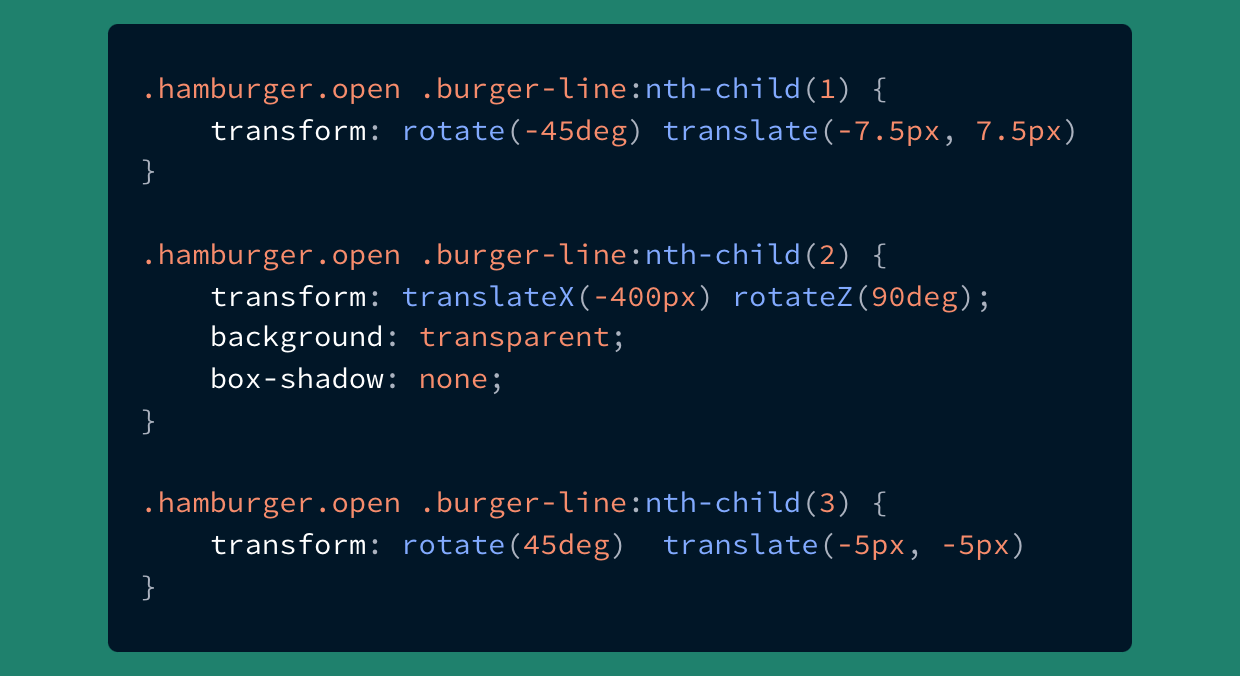 .hamburger.open .burger-line:nth-child(1) {
    transform: rotate(-45deg) translate(-7.5px, 7.5px)
}

.hamburger.open .burger-line:nth-child(2) {
    transform: translateX(-400px) rotateZ(90deg);
    background: transparent;
    box-shadow: none;
}

.hamburger.open .burger-line:nth-child(3) {
    transform: rotate(45deg)  translate(-5px, -5px)
}